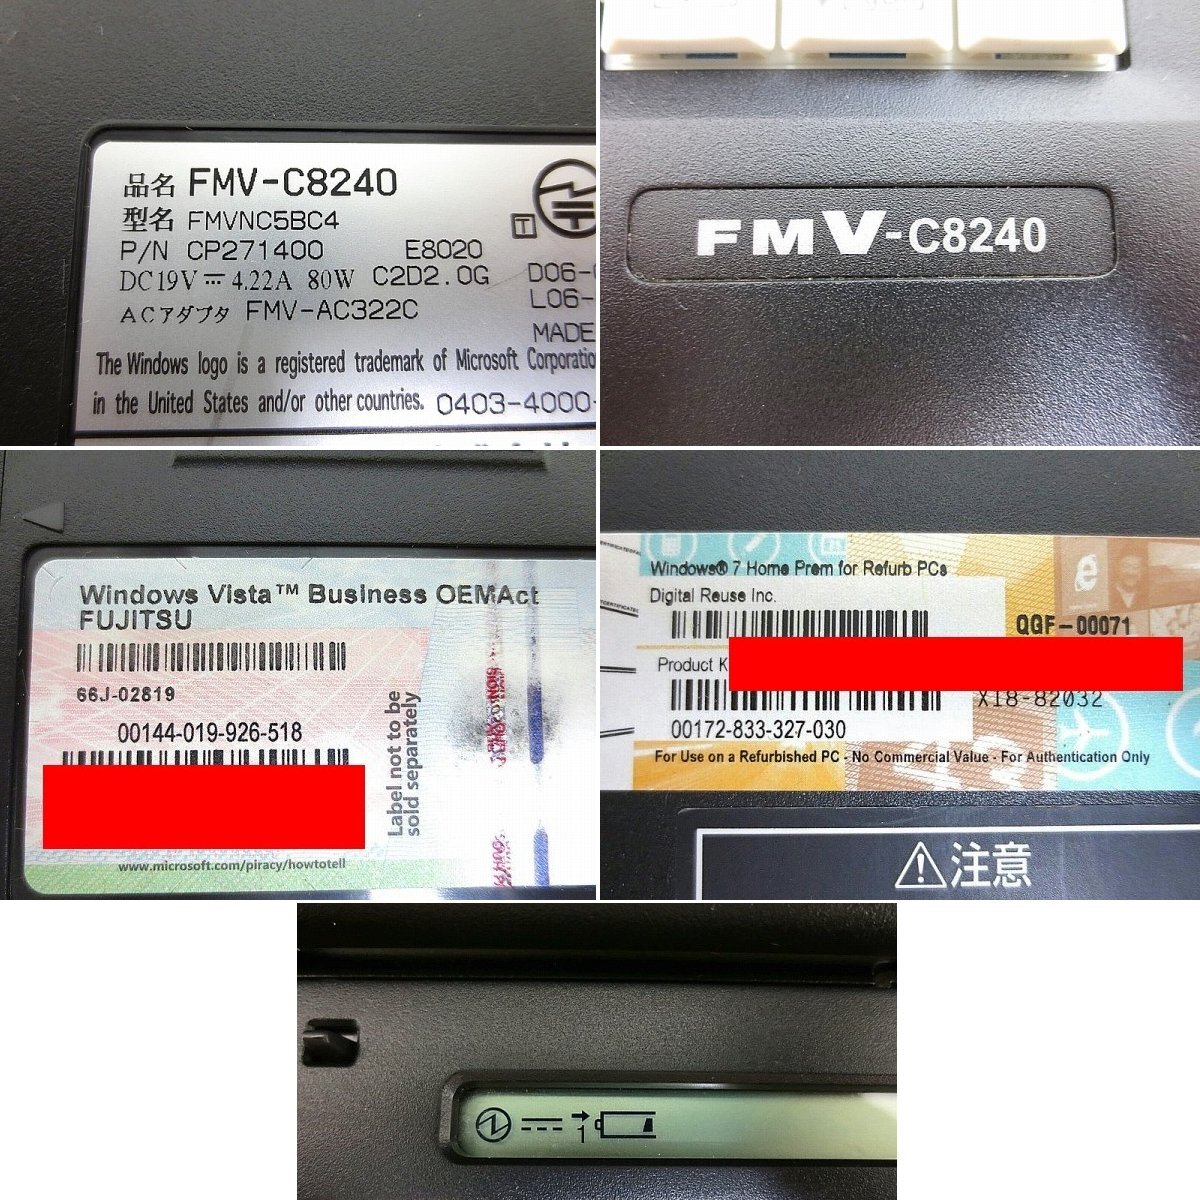 品名 FMV-C8240
型名 FMVNC5BC4
P/N CP271400 E8020
DC19V 4.22A 80W C2D2.0G
ACアダプタ FMV-AC322C
D06-
L06-
MADE
The Windows logo is a registered trademark of Microsoft Corporatio
in the United States and/or other countries. 0403-4000-
T
FMV-C8240
Windows Vista™ Business OEMAct
FUJITSU
66J-02819
00144-019-926-518
Label not to be
sold separately
www.microsoft.com/piracy/howtotell
Windows® 7 Home Prem for Refurb PCs
Digital Reuse Inc.
QGF-00071
Product K
X18-82032
00172-833-327-030
For Use on a Refurbished PC - No Commercial Value - For Authentication Only
注意
1